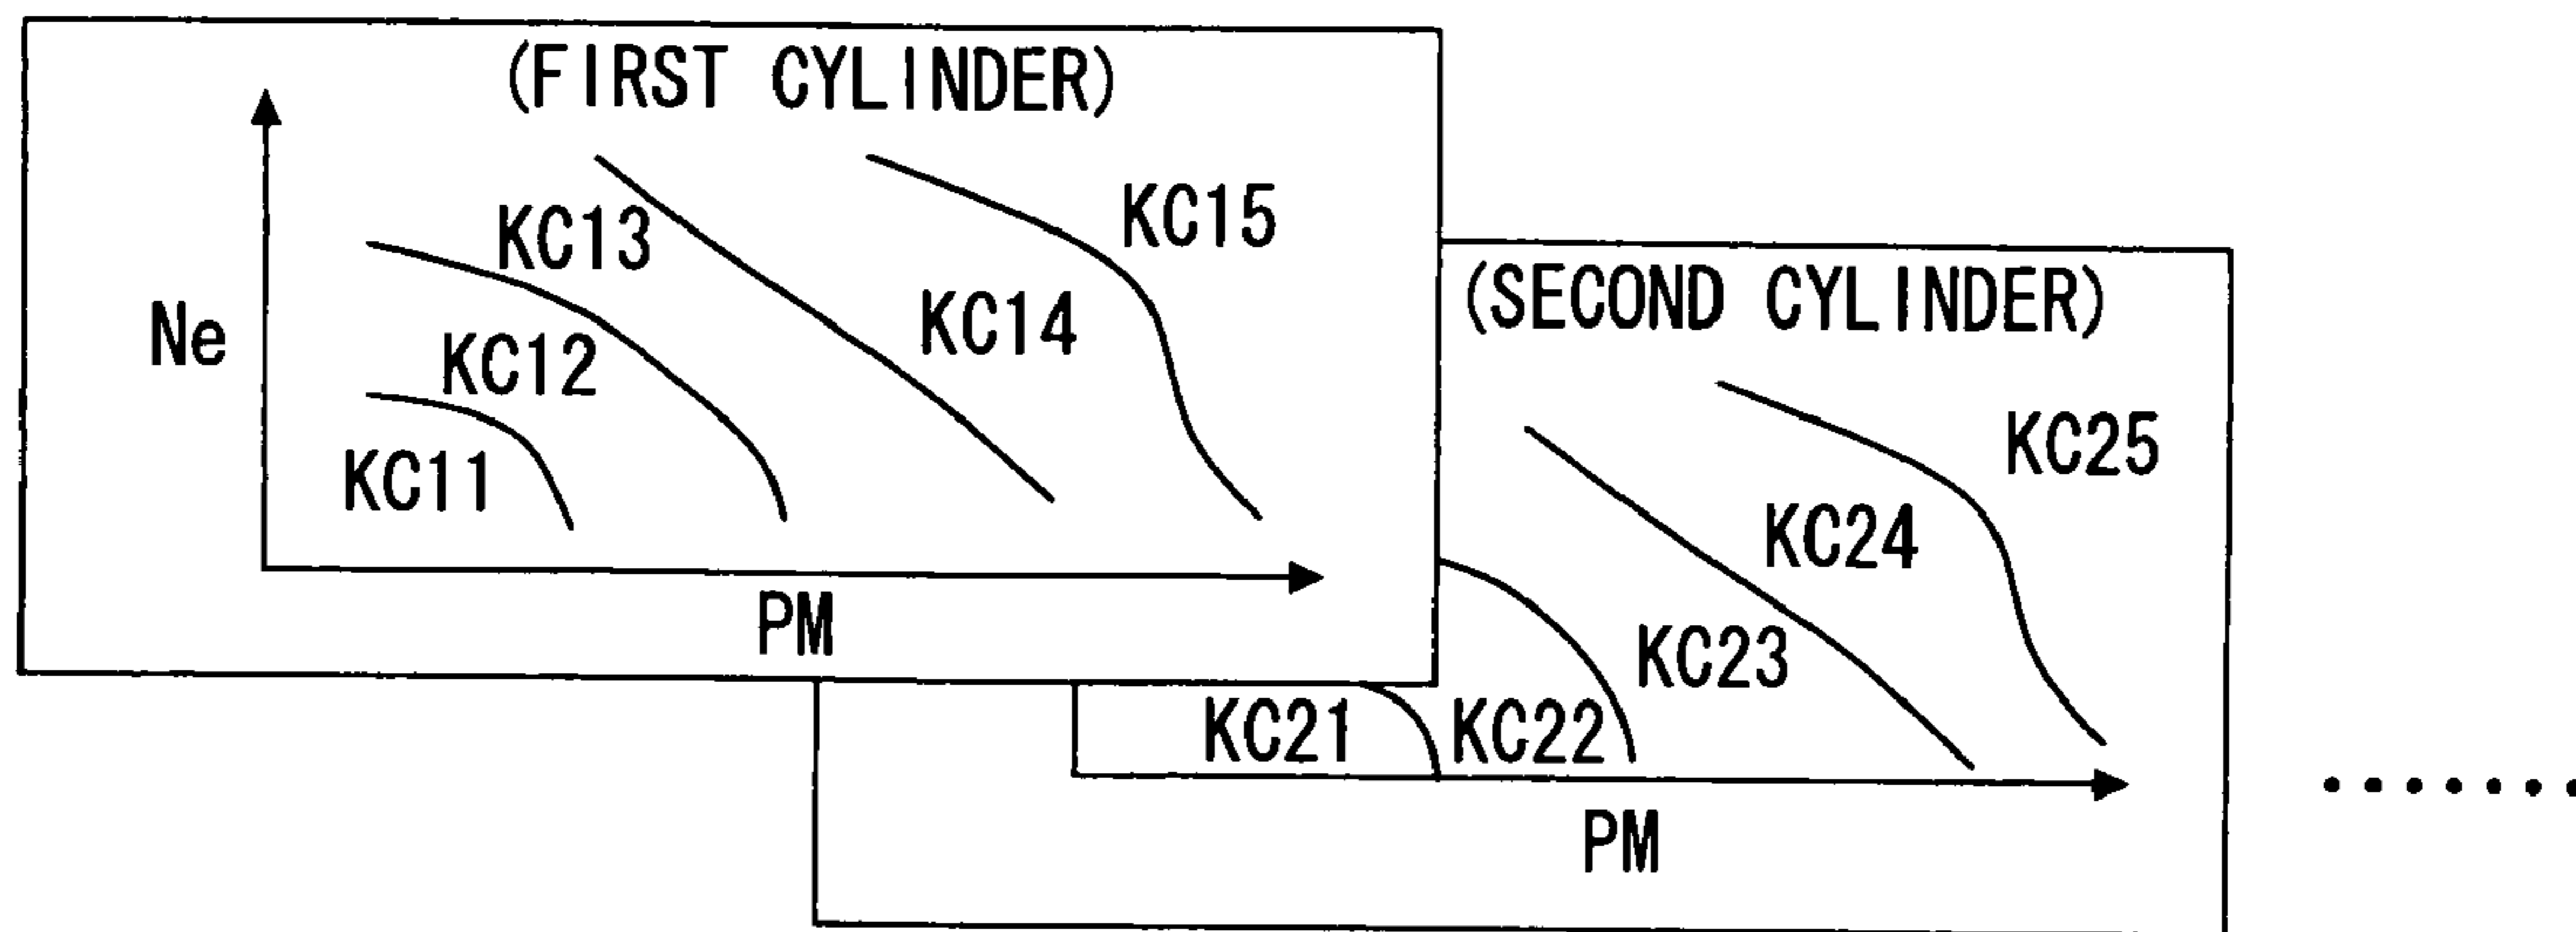 (FIRST CYLINDER)
KC15
KC13
KC14
Ne
KC12
KC11
PM
(SECOND CYLINDER)
KC25
KC24
KC23
KC21
KC22
PM